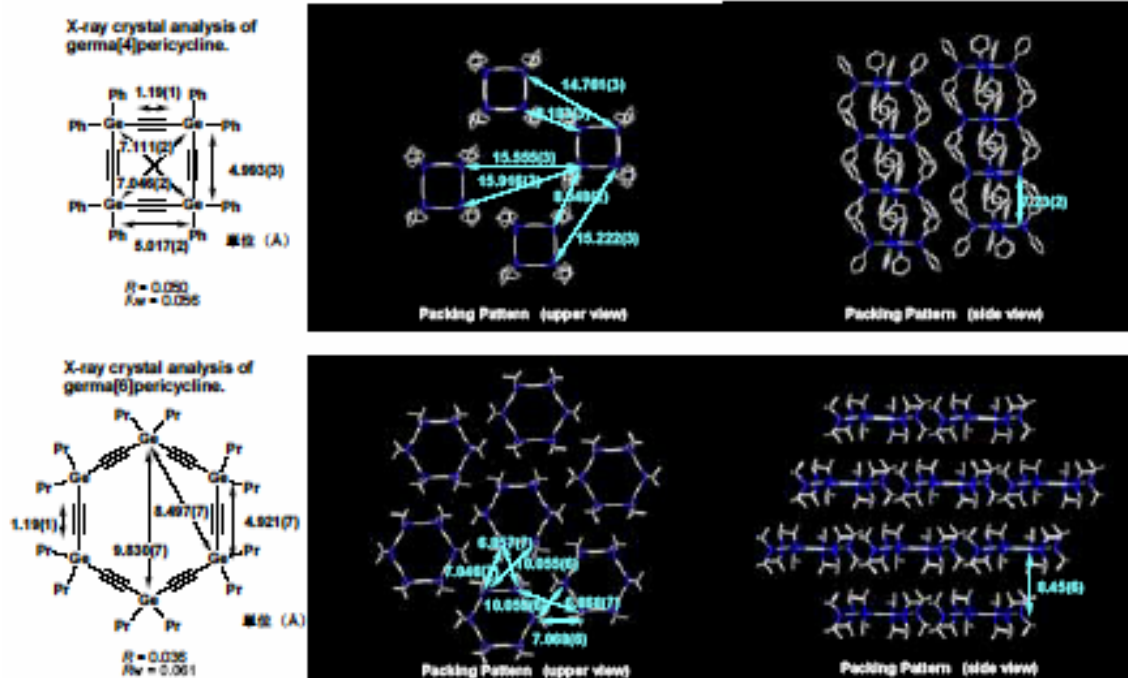 X-ray crystal analysis of
germa[4]pericycline.
1.19(1)
Ph Ph
Ph Ge Ge Ph
7.111(2)
7.046(2)
4.993(3)
Ph Ge Ge Ph
Ph Ph
5.017(2)
単位（Å）
R = 0.050
Rw = 0.056
14.761(3)
15.555(3)
15.222(3)
Packing Pattern (upper view)
Packing Pattern (side view)
X-ray crystal analysis of
germa[6]pericycline.
Pr Pr
Ge
Pr Pr
Ge Ge
Pr Pr
1.19(1)
8.497(7)
4.921(7)
9.830(7)
Pr Pr
Ge Ge
Pr Pr
Ge
Pr Pr
単位（Å）
R = 0.036
Rw = 0.061
10.055(6)
7.068(6)
Packing Pattern (upper view)
8.45(6)
Packing Pattern (side view)